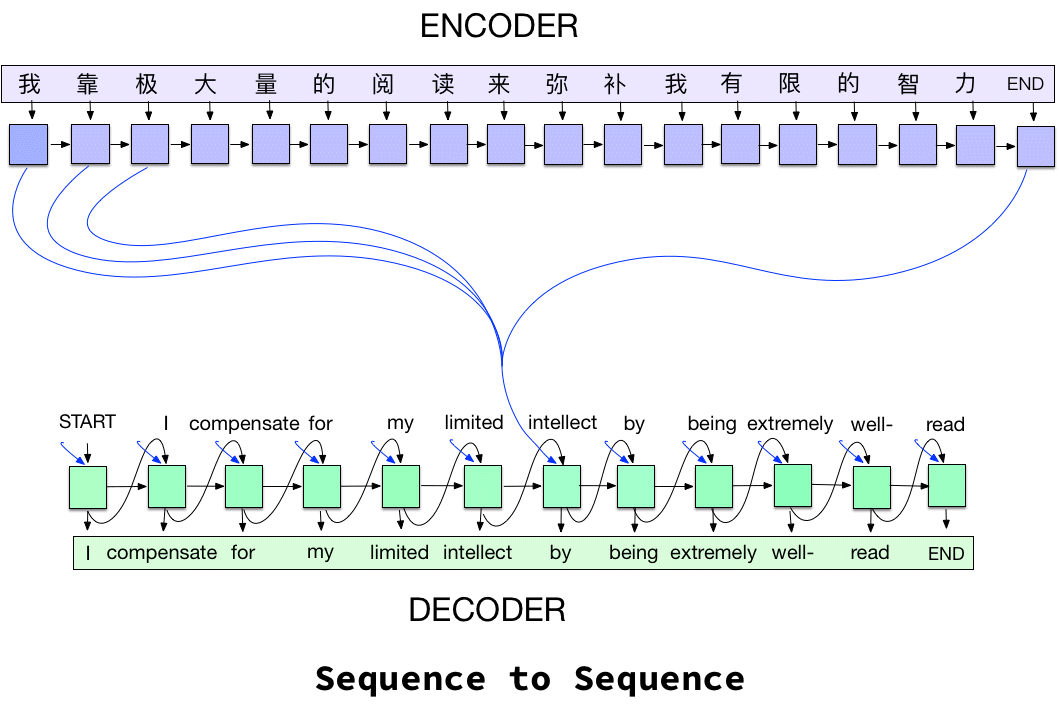 ENCODER
我 靠 极 大 量 的 阅 读 来 弥 补 我 有 限 的 智 力 END
START I compensate for my limited intellect by being extremely well- read
I compensate for my limited intellect by being extremely well- read END
DECODER
Sequence to Sequence